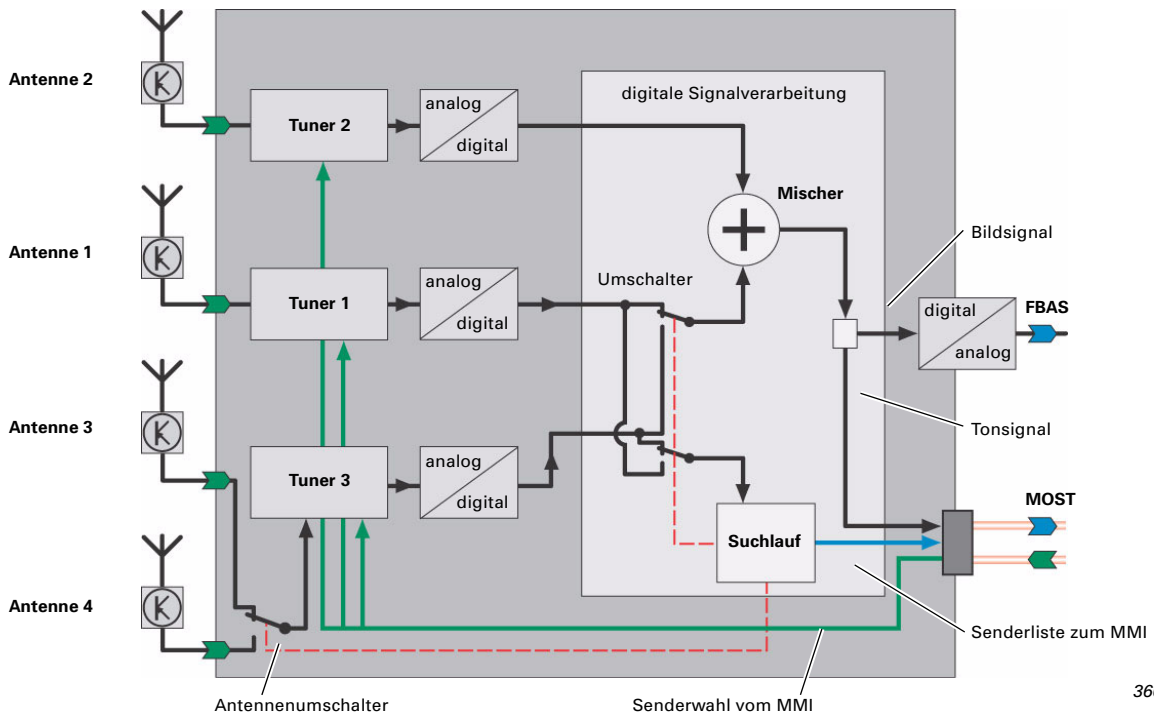 Antenne 2
Tuner 2
analog
digital
digitale Signalverarbeitung
Mischer
Antenne 1
Tuner 1
analog
digital
Umschalter
Bildsignal
digital
analog
FBAS
Antenne 3
Tuner 3
analog
digital
Tonsignal
Suchlauf
MOST
Antenne 4
Senderliste zum MMI
Antennenumschalter
Senderwahl vom MMI